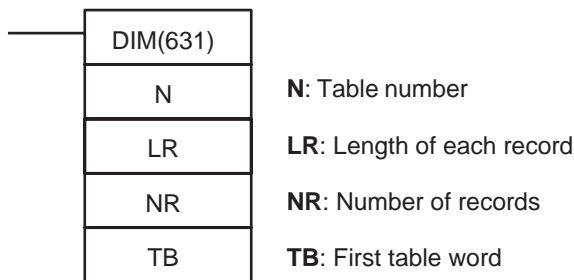 DIM(631)
N N: Table number
LR LR: Length of each record
NR NR: Number of records
TB TB: First table word